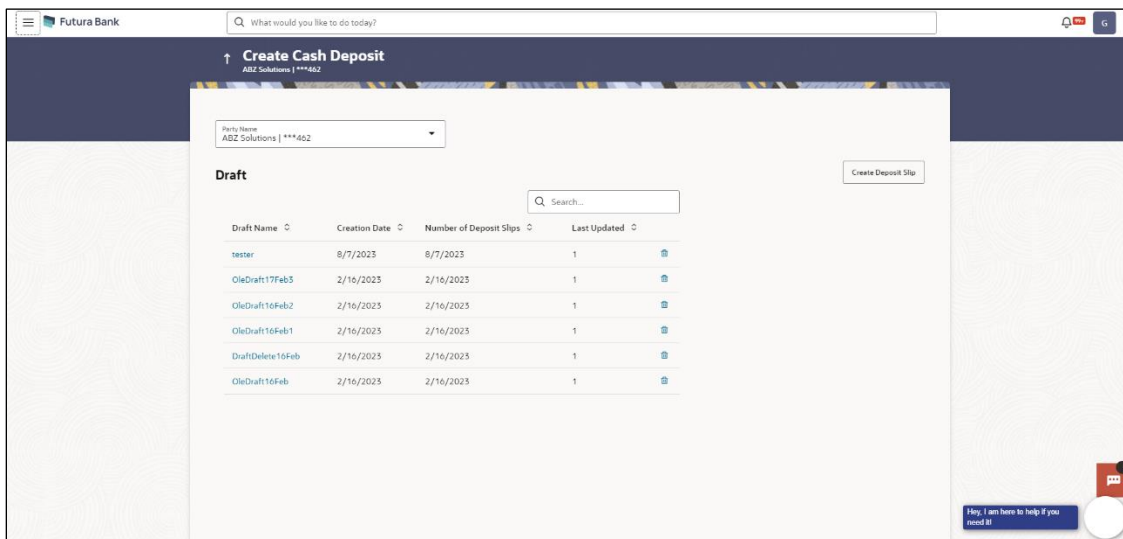 Futura Bank
What would you like to do today?
99+
G
↑ Create Cash Deposit
ABZ Solutions | ***462
Party Name
ABZ Solutions | ***462
Draft
Create Deposit Slip
Search...
Draft Name Creation Date Number of Deposit Slips Last Updated
tester 8/7/2023 8/7/2023 1
OleDraft17Feb3 2/16/2023 2/16/2023 1
OleDraft16Feb2 2/16/2023 2/16/2023 1
OleDraft16Feb1 2/16/2023 2/16/2023 1
DraftDelete16Feb 2/16/2023 2/16/2023 1
OleDraft16Feb 2/16/2023 2/16/2023 1
Hey, I am here to help if you
need it!